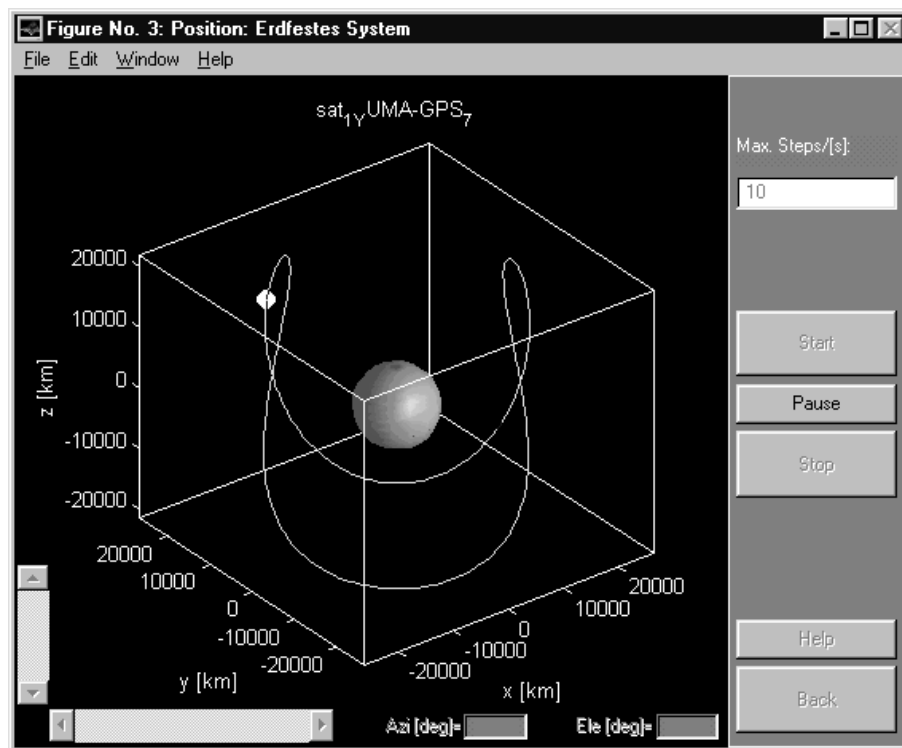 Figure No. 3: Position: Erdfestes System
File Edit Window Help
sat1YUMA-GPS7
Max. Steps/[s]:
10
20000
10000
0
-10000
-20000
z [km]
20000
10000
0
-10000
-20000
y [km]
20000
10000
0
-10000
-20000
x [km]
Start
Pause
Stop
Help
Back
Azi [deg]= Ele [deg]=